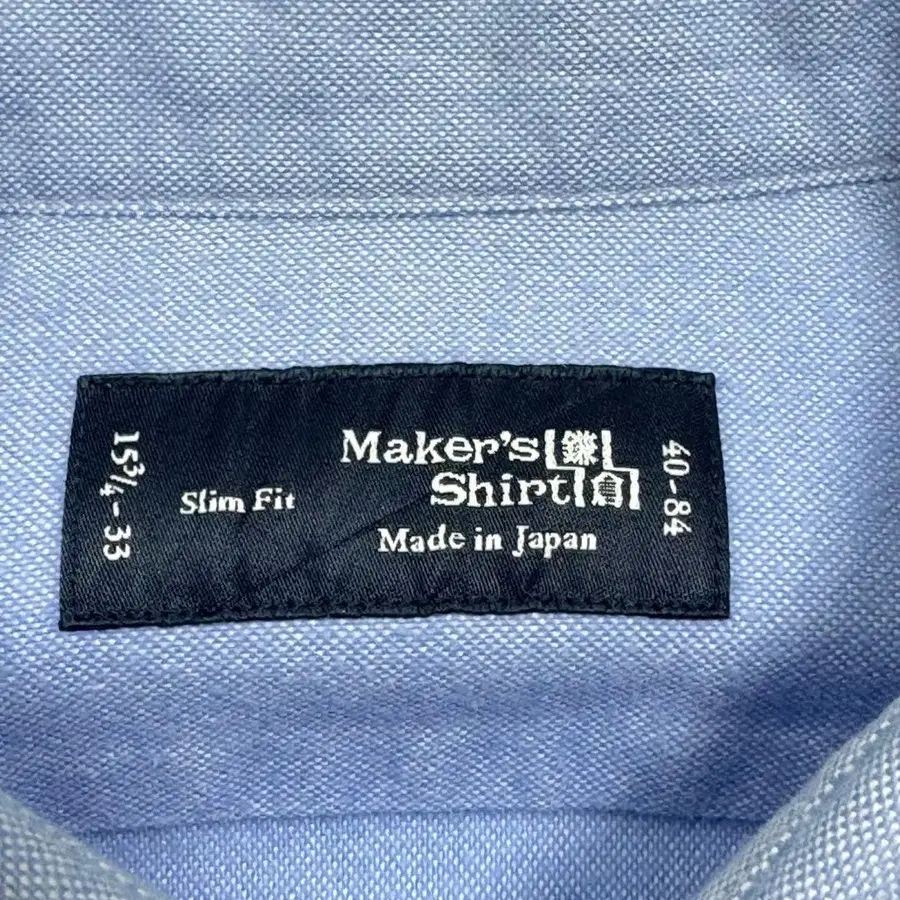 15¾-33
Slim Fit
Maker's 鎌
Shirt 倉
Made in Japan
40-84